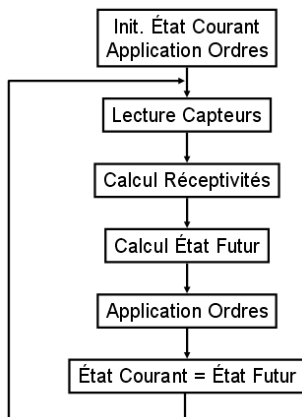 Init. État Courant
Application Ordres
Lecture Capteurs
Calcul Réceptivités
Calcul État Futur
Application Ordres
État Courant = État Futur